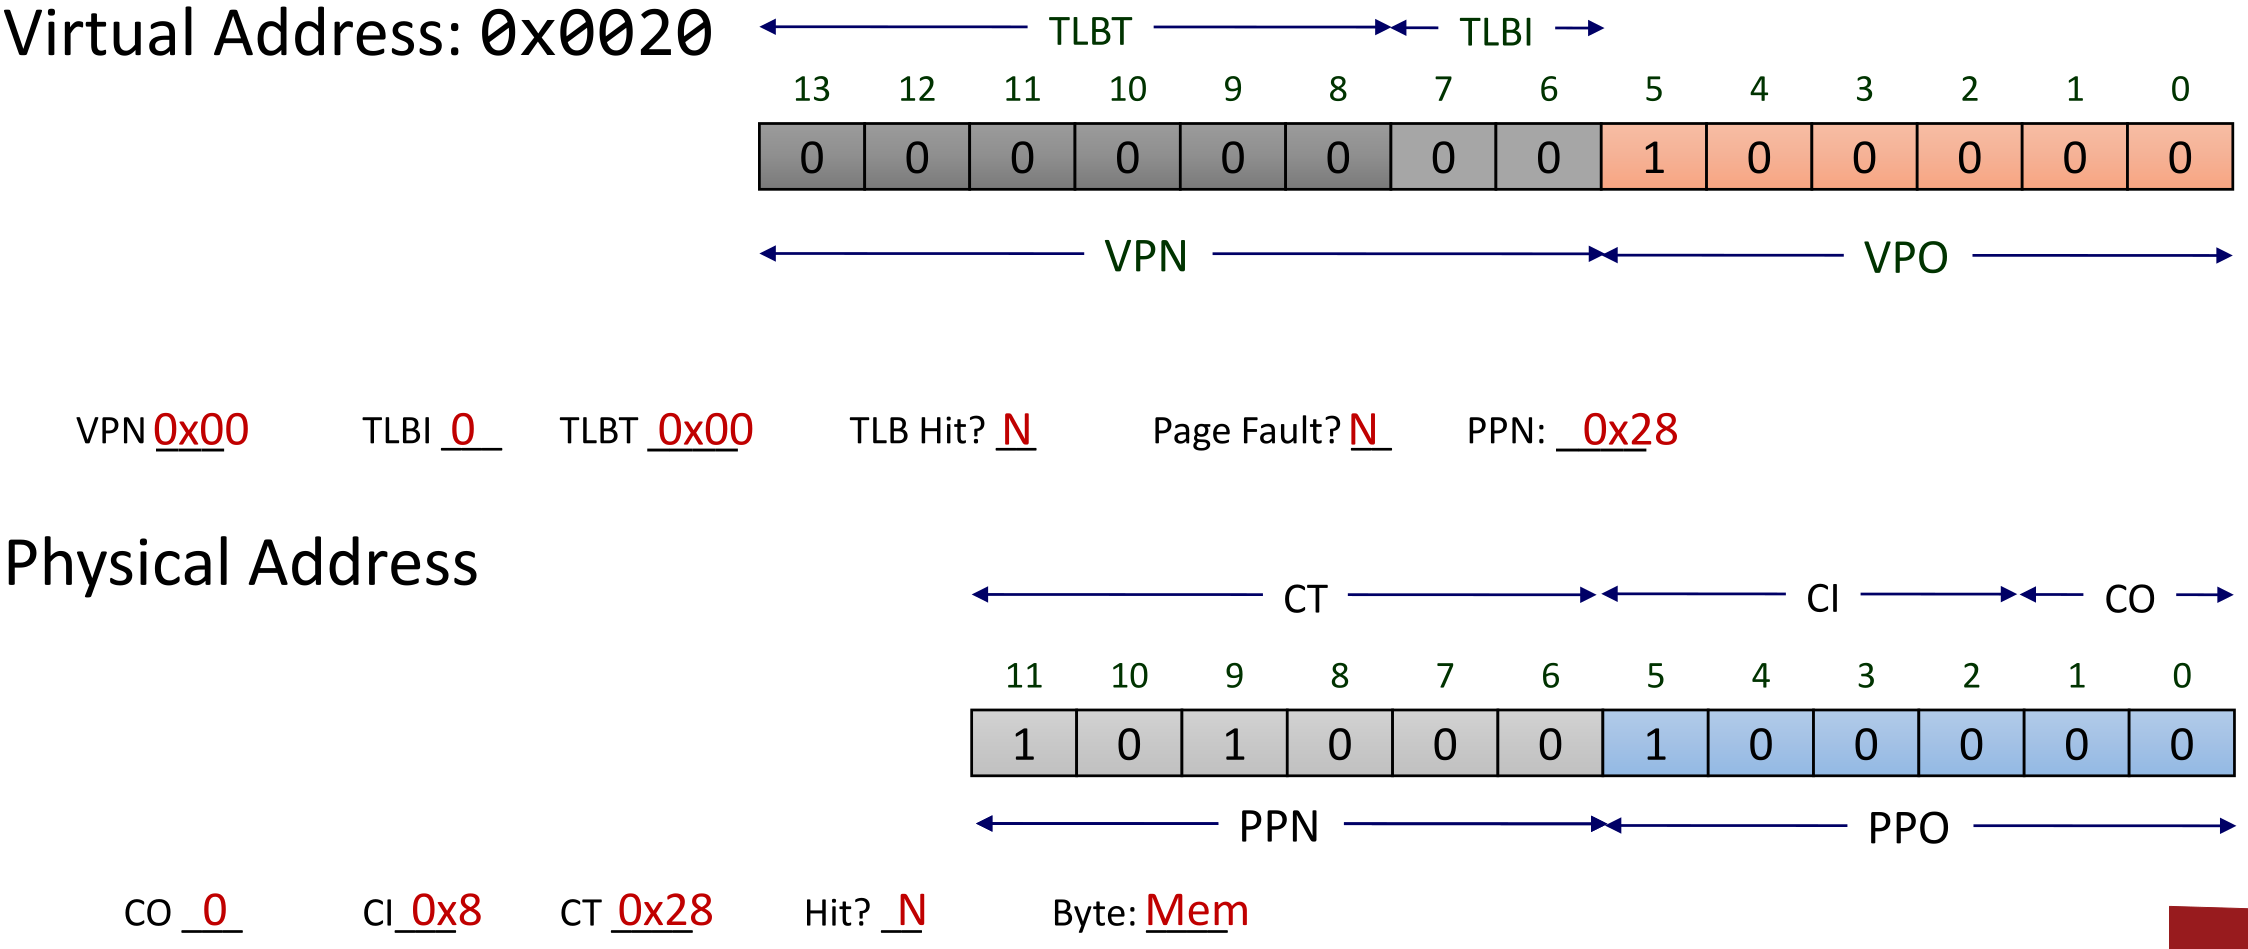 Virtual Address: 0x0020
TLBT TLBI
13 12 11 10 9 8 7 6 5 4 3 2 1 0
0 0 0 0 0 0 0 0 1 0 0 0 0 0
VPN VPO
VPN 0x00 TLBI 0 TLBT 0x00 TLB Hit? N Page Fault? N PPN: 0x28
Physical Address
CT CI CO
11 10 9 8 7 6 5 4 3 2 1 0
1 0 1 0 0 0 1 0 0 0 0 0
PPN PPO
CO 0 CI 0x8 CT 0x28 Hit? N Byte: Mem